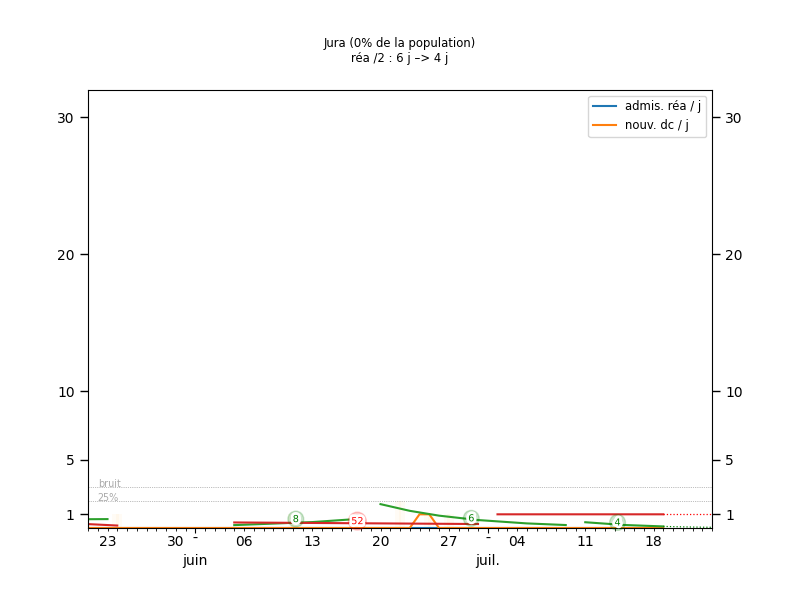 Jura (0% de la population)
réa /2 : 6 j –> 4 j
admis. réa / j
nouv. dc / j
30 30
20 20
10 10
5 5
bruit
25%
1 1
8 52 6 4
23 30 - 06 13 20 27 - 04 11 18
juin juil.